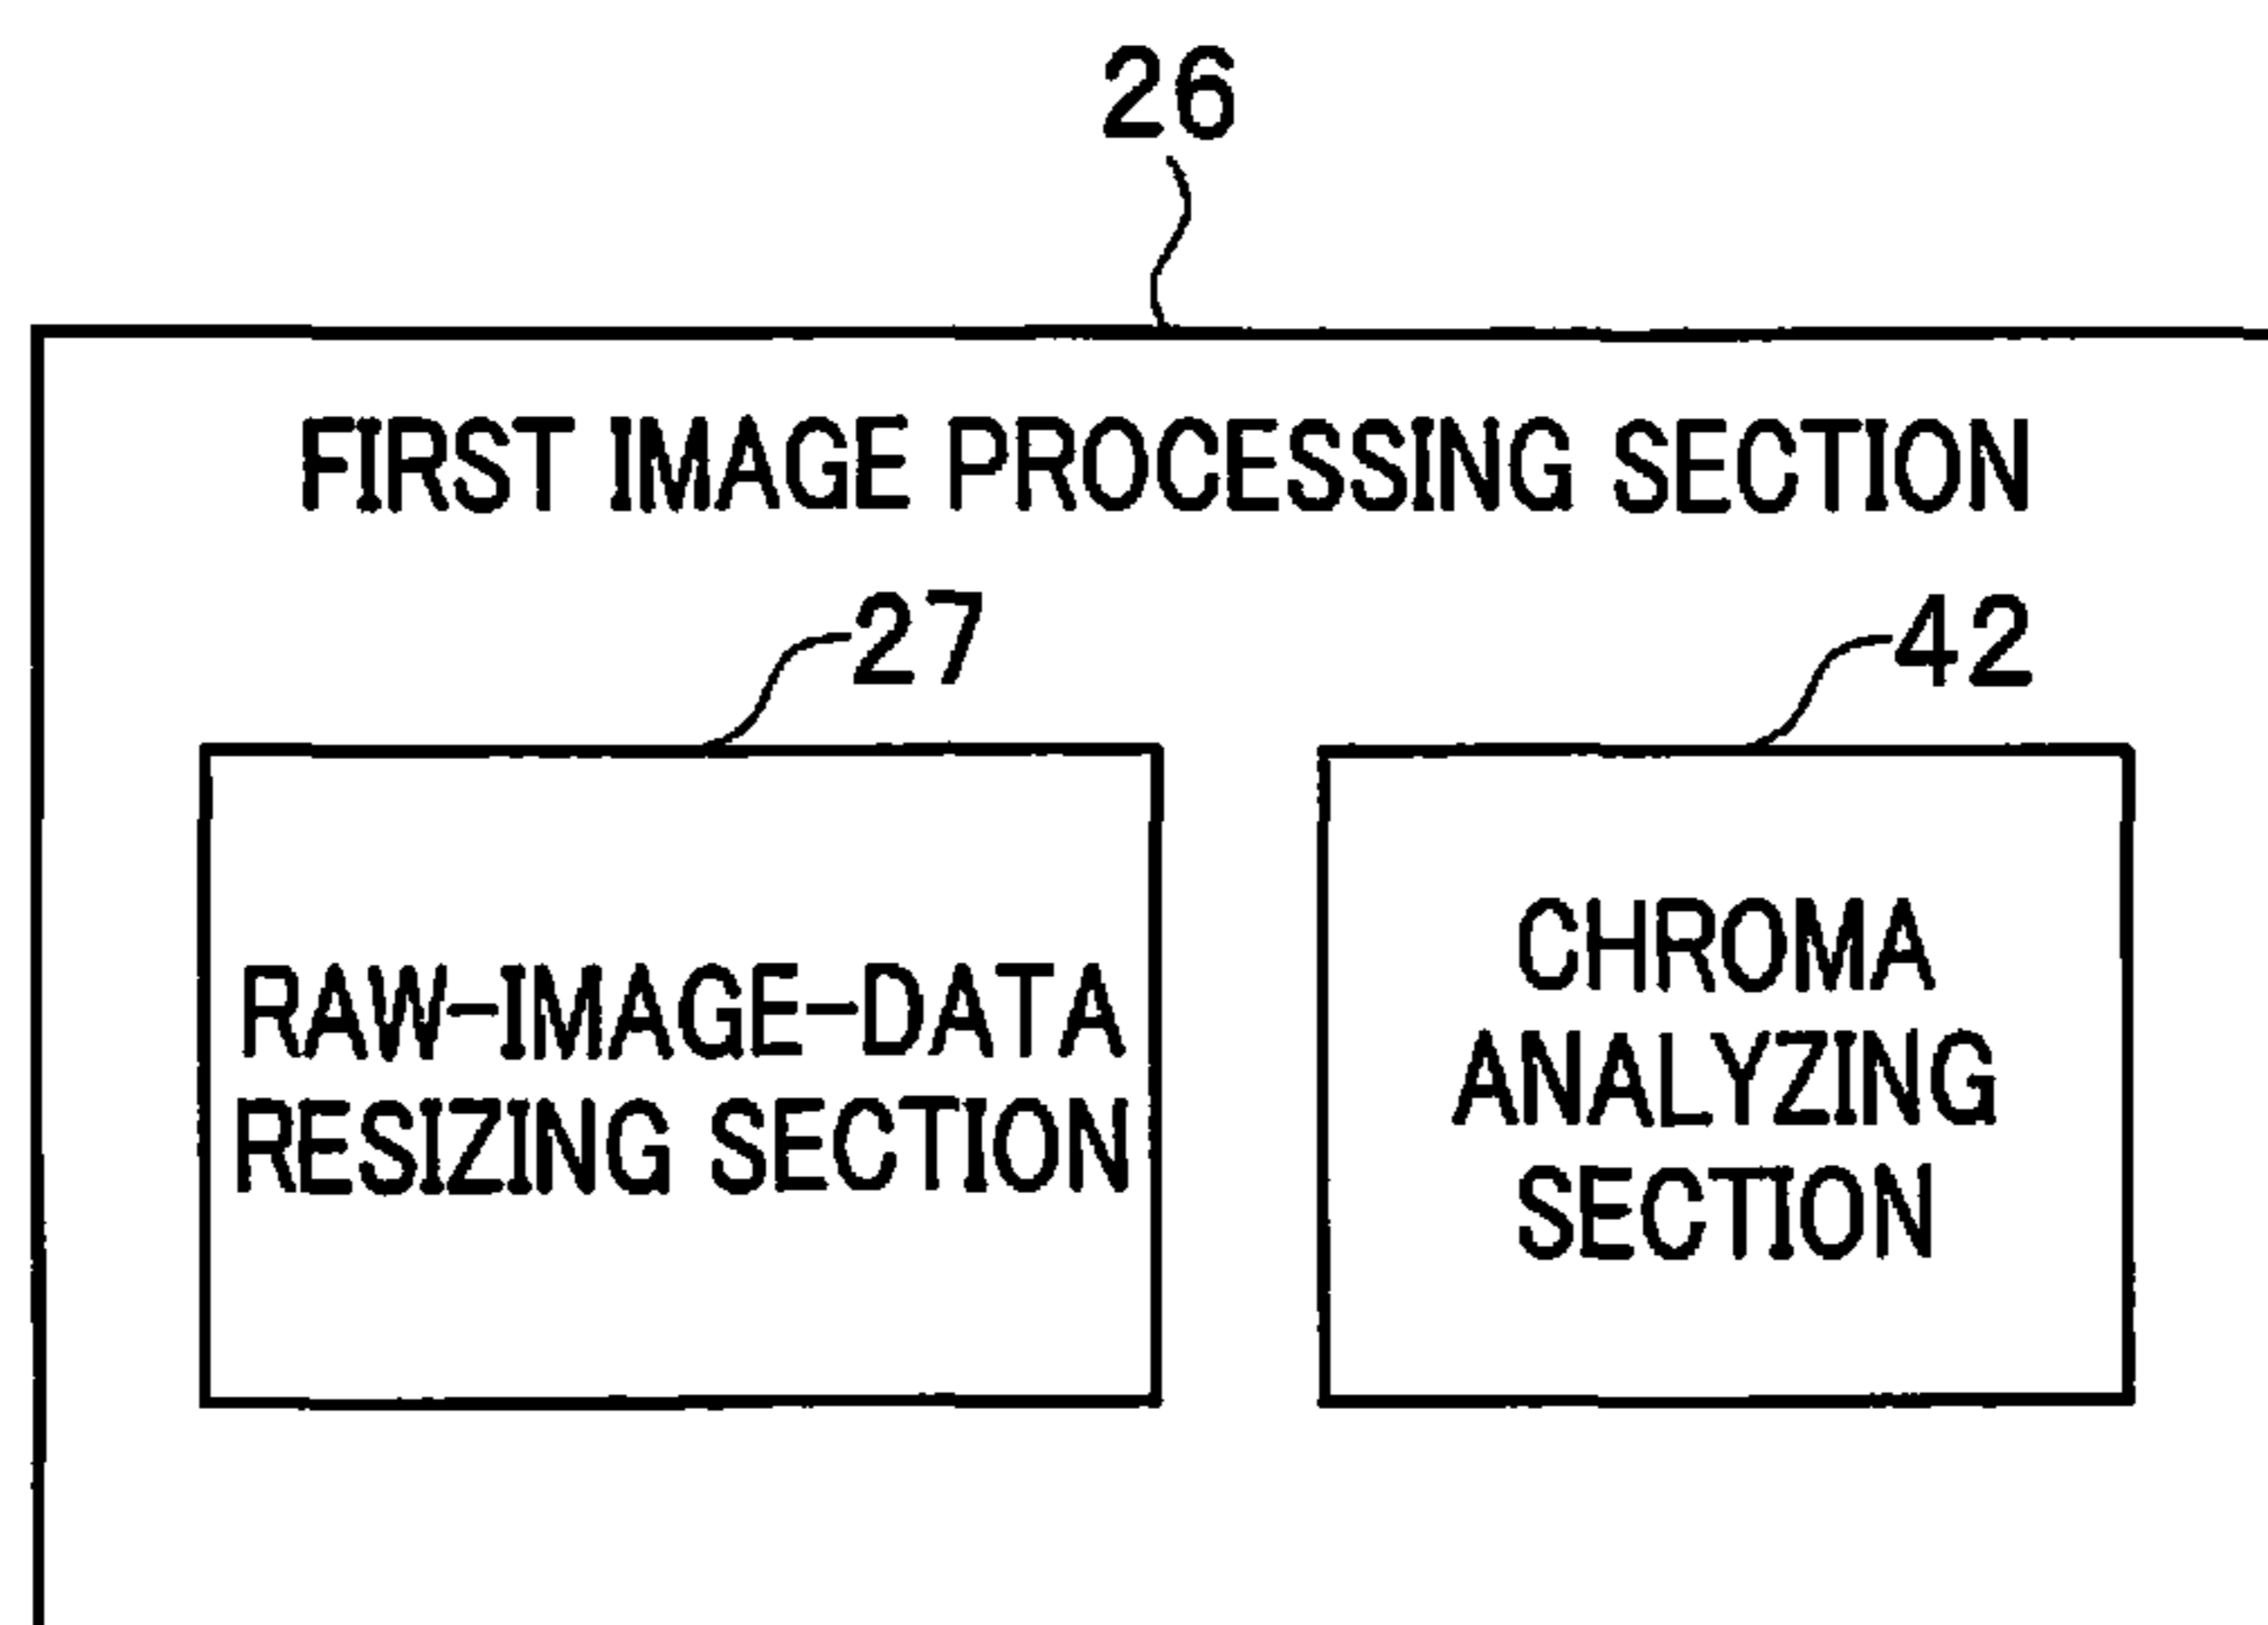 26
FIRST IMAGE PROCESSING SECTION
27
42
RAW-IMAGE-DATA
RESIZING SECTION
CHROMA
ANALYZING
SECTION